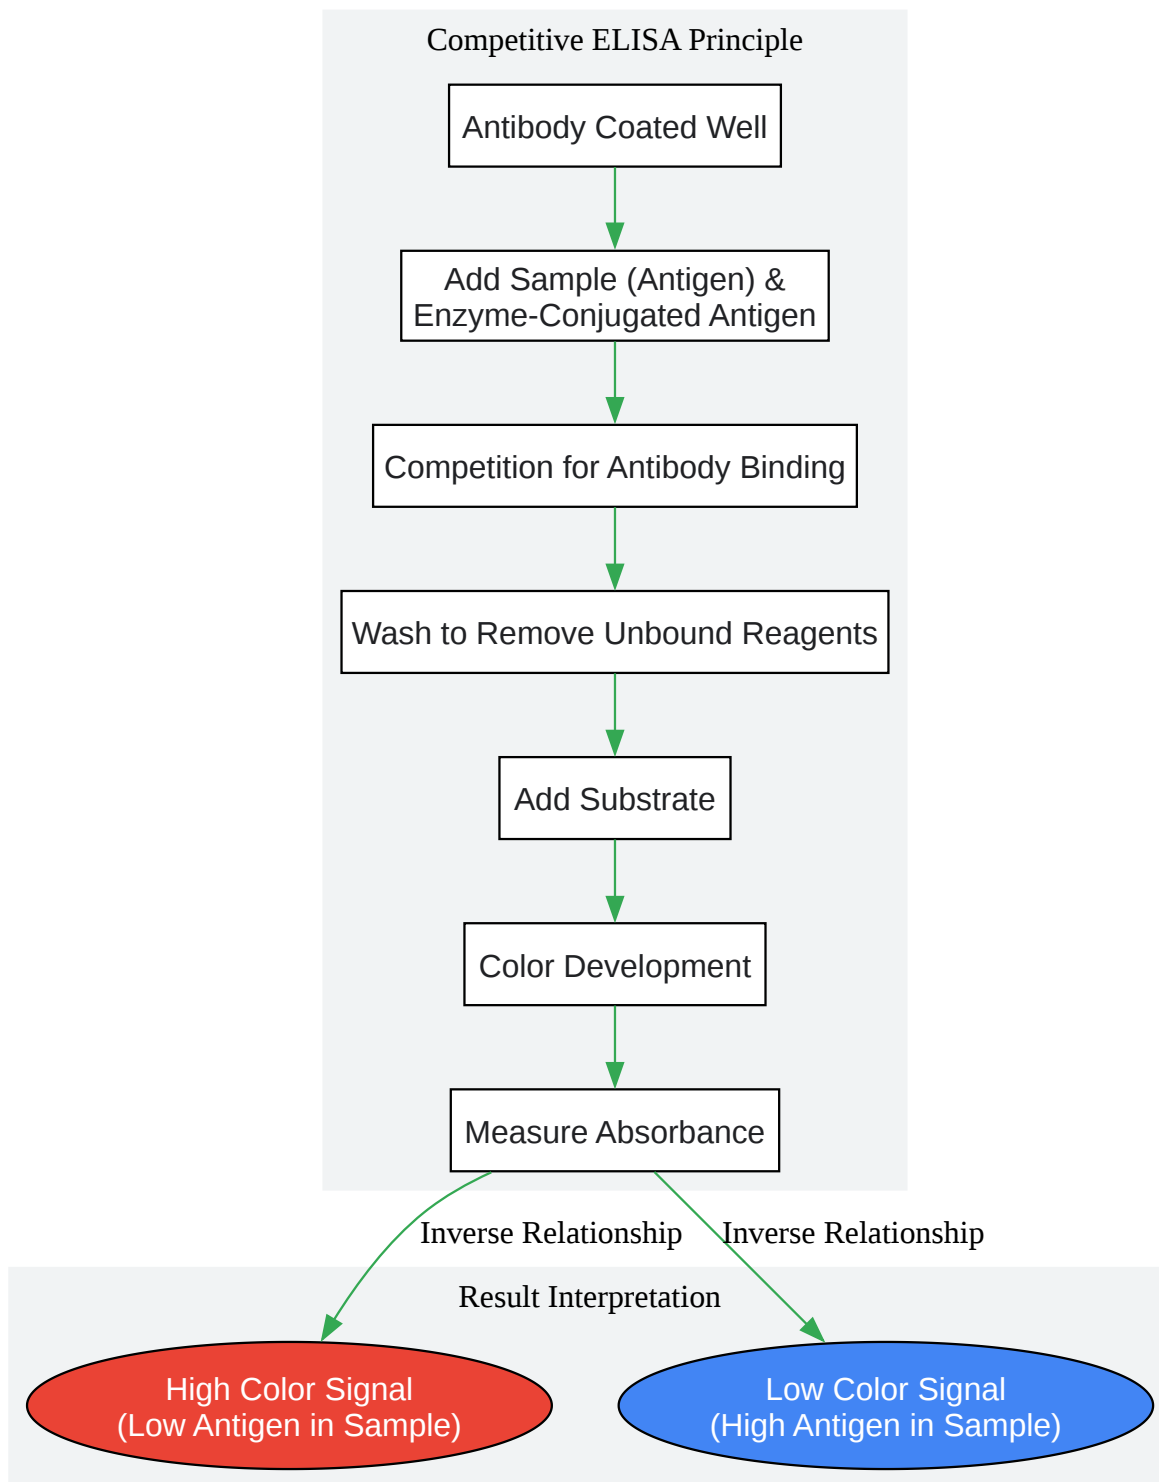 Competitive ELISA Principle
Antibody Coated Well
Add Sample (Antigen) &
Enzyme-Conjugated Antigen
Competition for Antibody Binding
Wash to Remove Unbound Reagents
Add Substrate
Color Development
Measure Absorbance
Inverse Relationship
Inverse Relationship
Result Interpretation
High Color Signal
(Low Antigen in Sample)
Low Color Signal
(High Antigen in Sample)